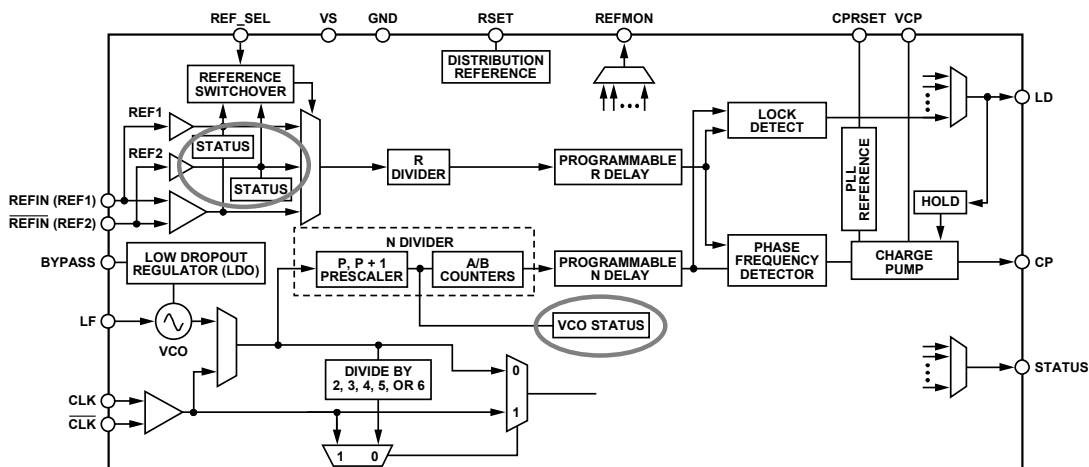 REF_SEL VS GND RSET REFMON CPRSET VCP
DISTRIBUTION
REFERENCE
REFERENCE
SWITCHOVER
REF1
STATUS
REF2
STATUS
REFIN (REF1)
REFIN (REF2)
BYPASS
LOW DROPOUT
REGULATOR (LDO)
LF
VCO
CLK
CLK
R
DIVIDER
PROGRAMMABLE
R DELAY
LOCK
DETECT
LD
PLL
REFERENCE
HOLD
N DIVIDER
P, P + 1
PRESCALER
A/B
COUNTERS
PROGRAMMABLE
N DELAY
PHASE
FREQUENCY
DETECTOR
CHARGE
PUMP
CP
VCO STATUS
STATUS
DIVIDE BY
2, 3, 4, 5, OR 6
0
1
1 0